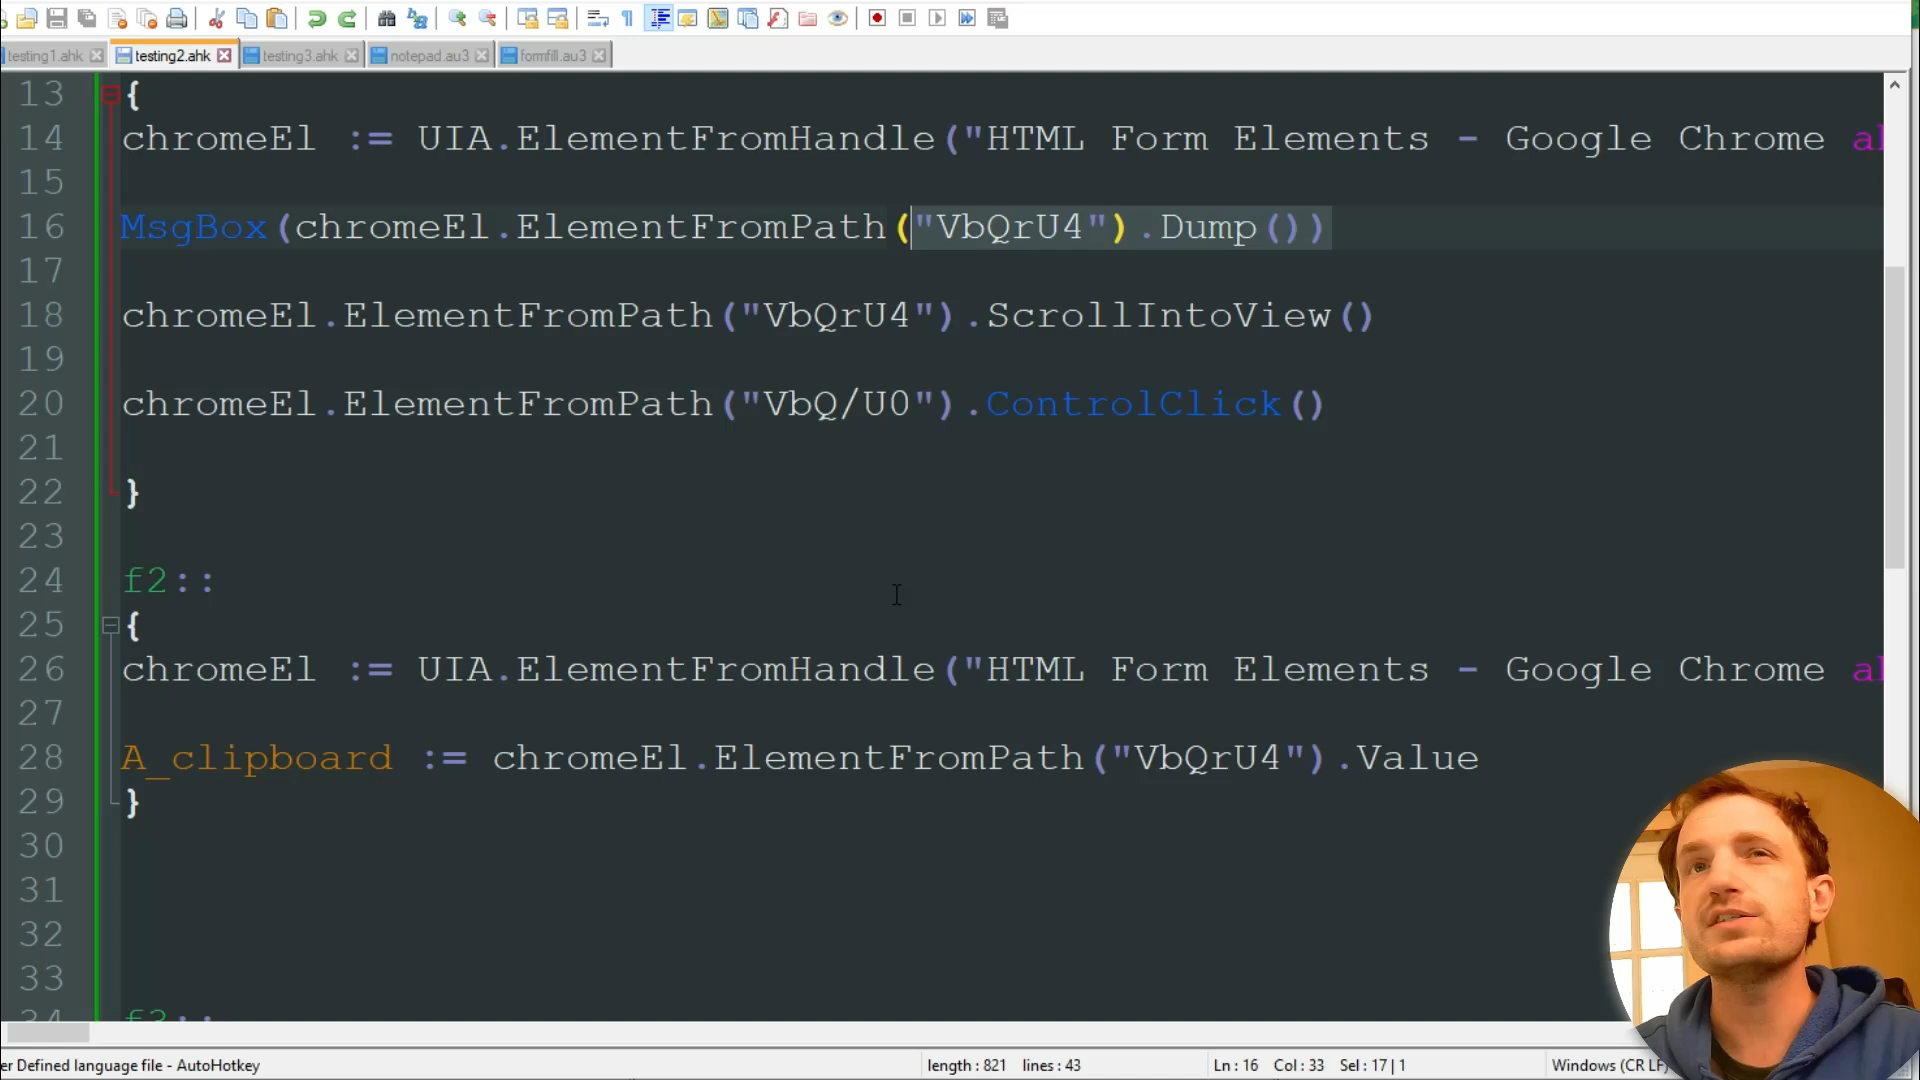 testing1.ahk testing2.ahk testing3.ahk notepad.au3 formfill.au3
13 {
14 chromeEl := UIA.ElementFromHandle("HTML Form Elements - Google Chrome
15
16 MsgBox(chromeEl.ElementFromPath("VbQrU4").Dump())
17
18 chromeEl.ElementFromPath("VbQrU4").ScrollIntoView()
19
20 chromeEl.ElementFromPath("VbQ/U0").ControlClick()
21
22 }
23
24 f2::
25 {
26 chromeEl := UIA.ElementFromHandle("HTML Form Elements - Google Chrome
27
28 A_clipboard := chromeEl.ElementFromPath("VbQrU4").Value
29 }
30
31
32
33
34 f3::
er Defined language file - AutoHotkey length : 821 lines : 43 Ln : 16 Col : 33 Sel : 17 | 1 Windows (CR LF)